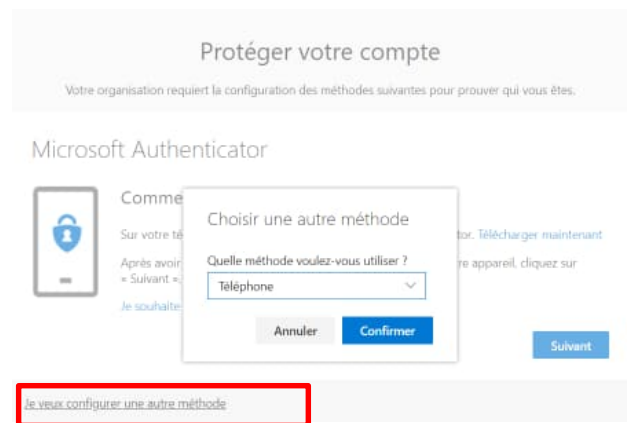 Protéger votre compte
Votre organisation requiert la configuration des méthodes suivantes pour prouver qui vous êtes.
Microsoft Authenticator
Comme
Choisir une autre méthode
Sur votre té
tor. Télécharger maintenant
Quelle méthode voulez-vous utiliser ?
Après avoir
re appareil, cliquez sur
« Suivant ».
Téléphone
Je souhaite
Annuler
Confirmer
Suivant
Je veux configurer une autre méthode